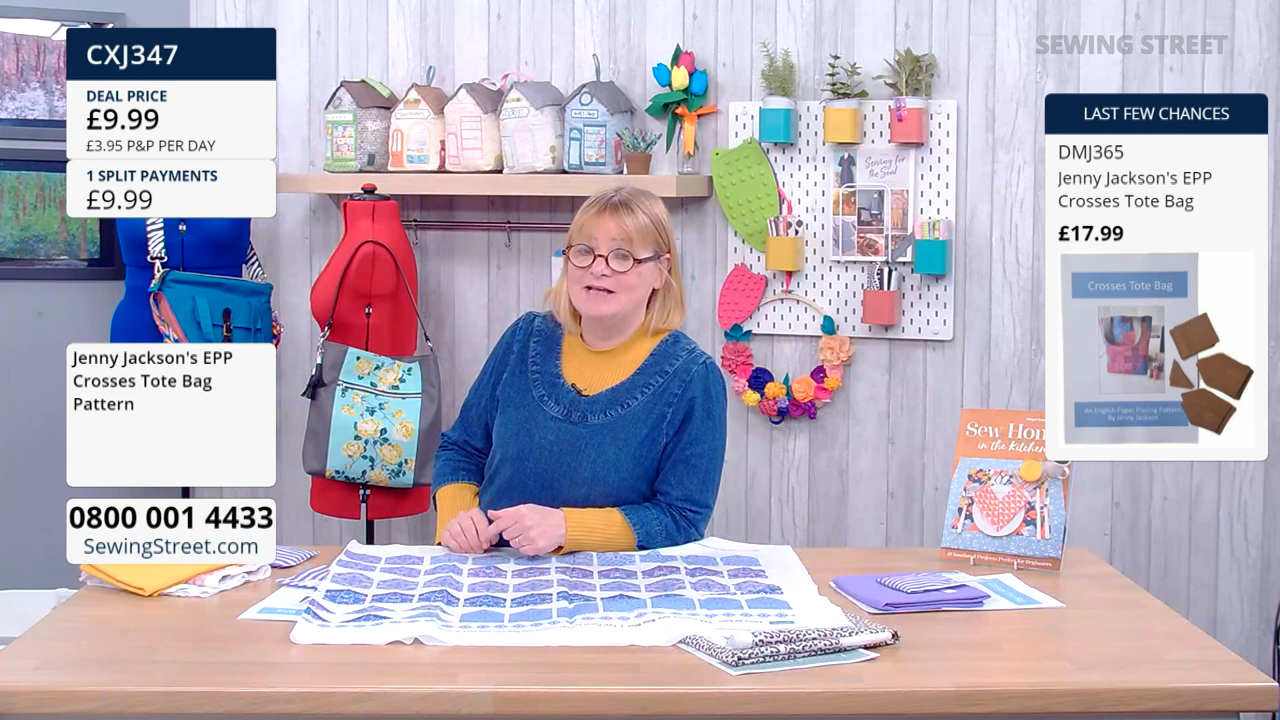 CXJ347
DEAL PRICE
£9.99
£3.95 P&P PER DAY
1 SPLIT PAYMENTS
£9.99
Jenny Jackson's EPP
Crosses Tote Bag
Pattern
0800 001 4433
SewingStreet.com
SEWING STREET
LAST FEW CHANCES
DMJ365
Jenny Jackson's EPP
Crosses Tote Bag
£17.99
Crosses Tote Bag
An English Paper Piecing Pattern
By Jenny Jackson
Sewing for
the Soul
Sew Hom
in the Kitchen